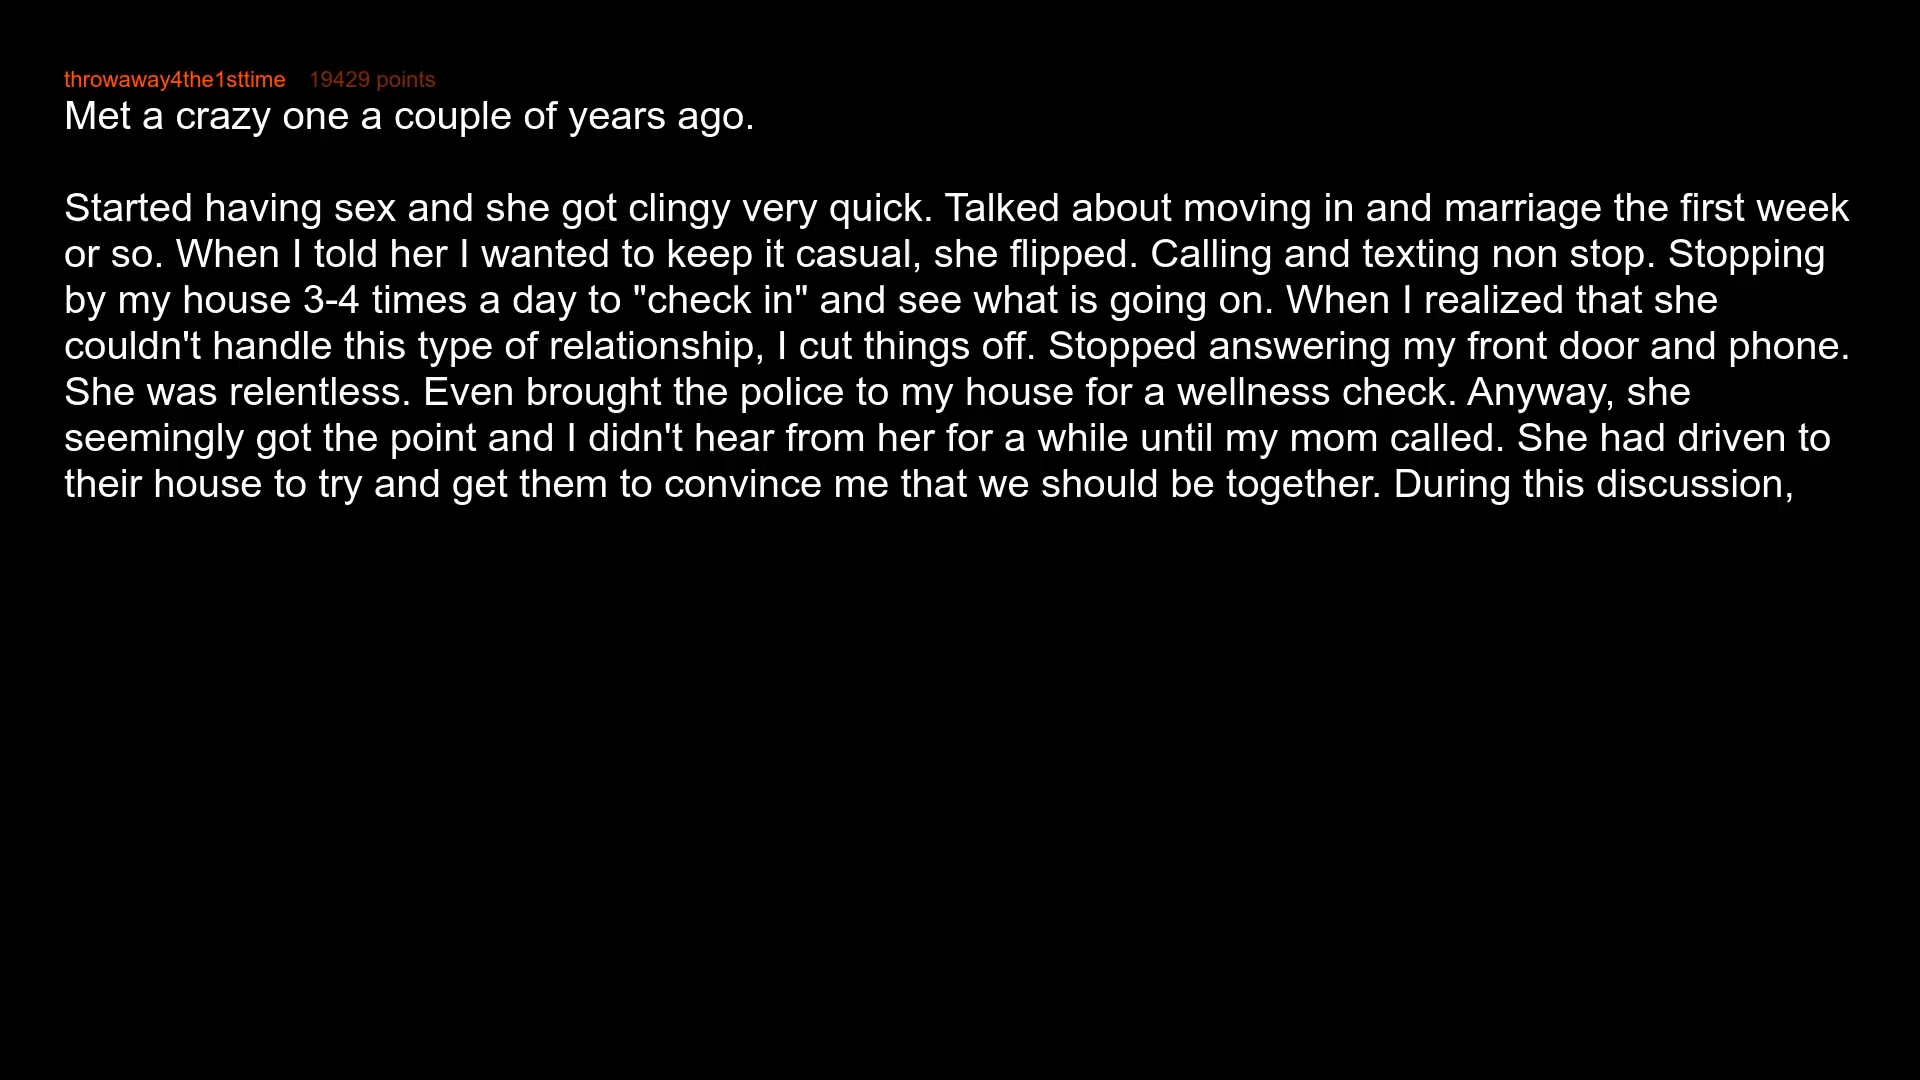 throwaway4the1sttime 19429 points
Met a crazy one a couple of years ago.
Started having sex and she got clingy very quick. Talked about moving in and marriage the first week
or so. When I told her I wanted to keep it casual, she flipped. Calling and texting non stop. Stopping
by my house 3-4 times a day to "check in" and see what is going on. When I realized that she
couldn't handle this type of relationship, I cut things off. Stopped answering my front door and phone.
She was relentless. Even brought the police to my house for a wellness check. Anyway, she
seemingly got the point and I didn't hear from her for a while until my mom called. She had driven to
their house to try and get them to convince me that we should be together. During this discussion,